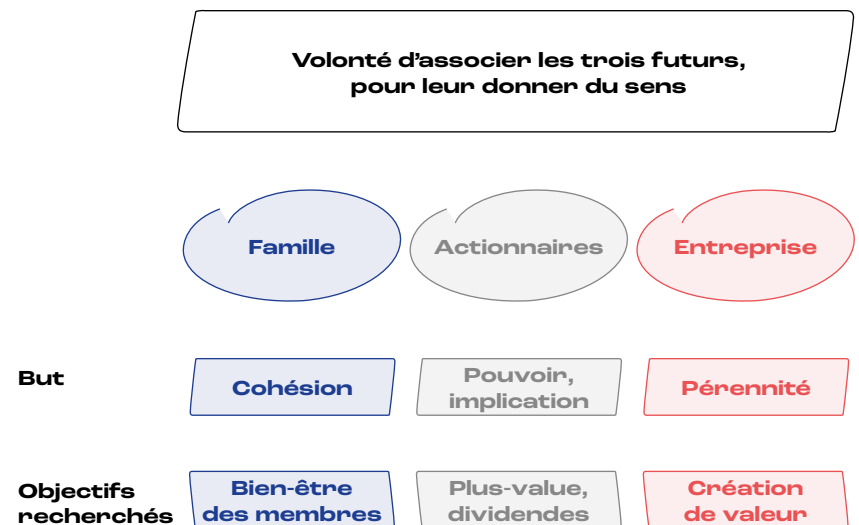 Volonté d'associer les trois futurs,
pour leur donner du sens
Famille
Actionnaires
Entreprise
But
Cohésion
Pouvoir,
implication
Pérennité
Objectifs
recherchés
Bien-être
des membres
Plus-value,
dividendes
Création
de valeur